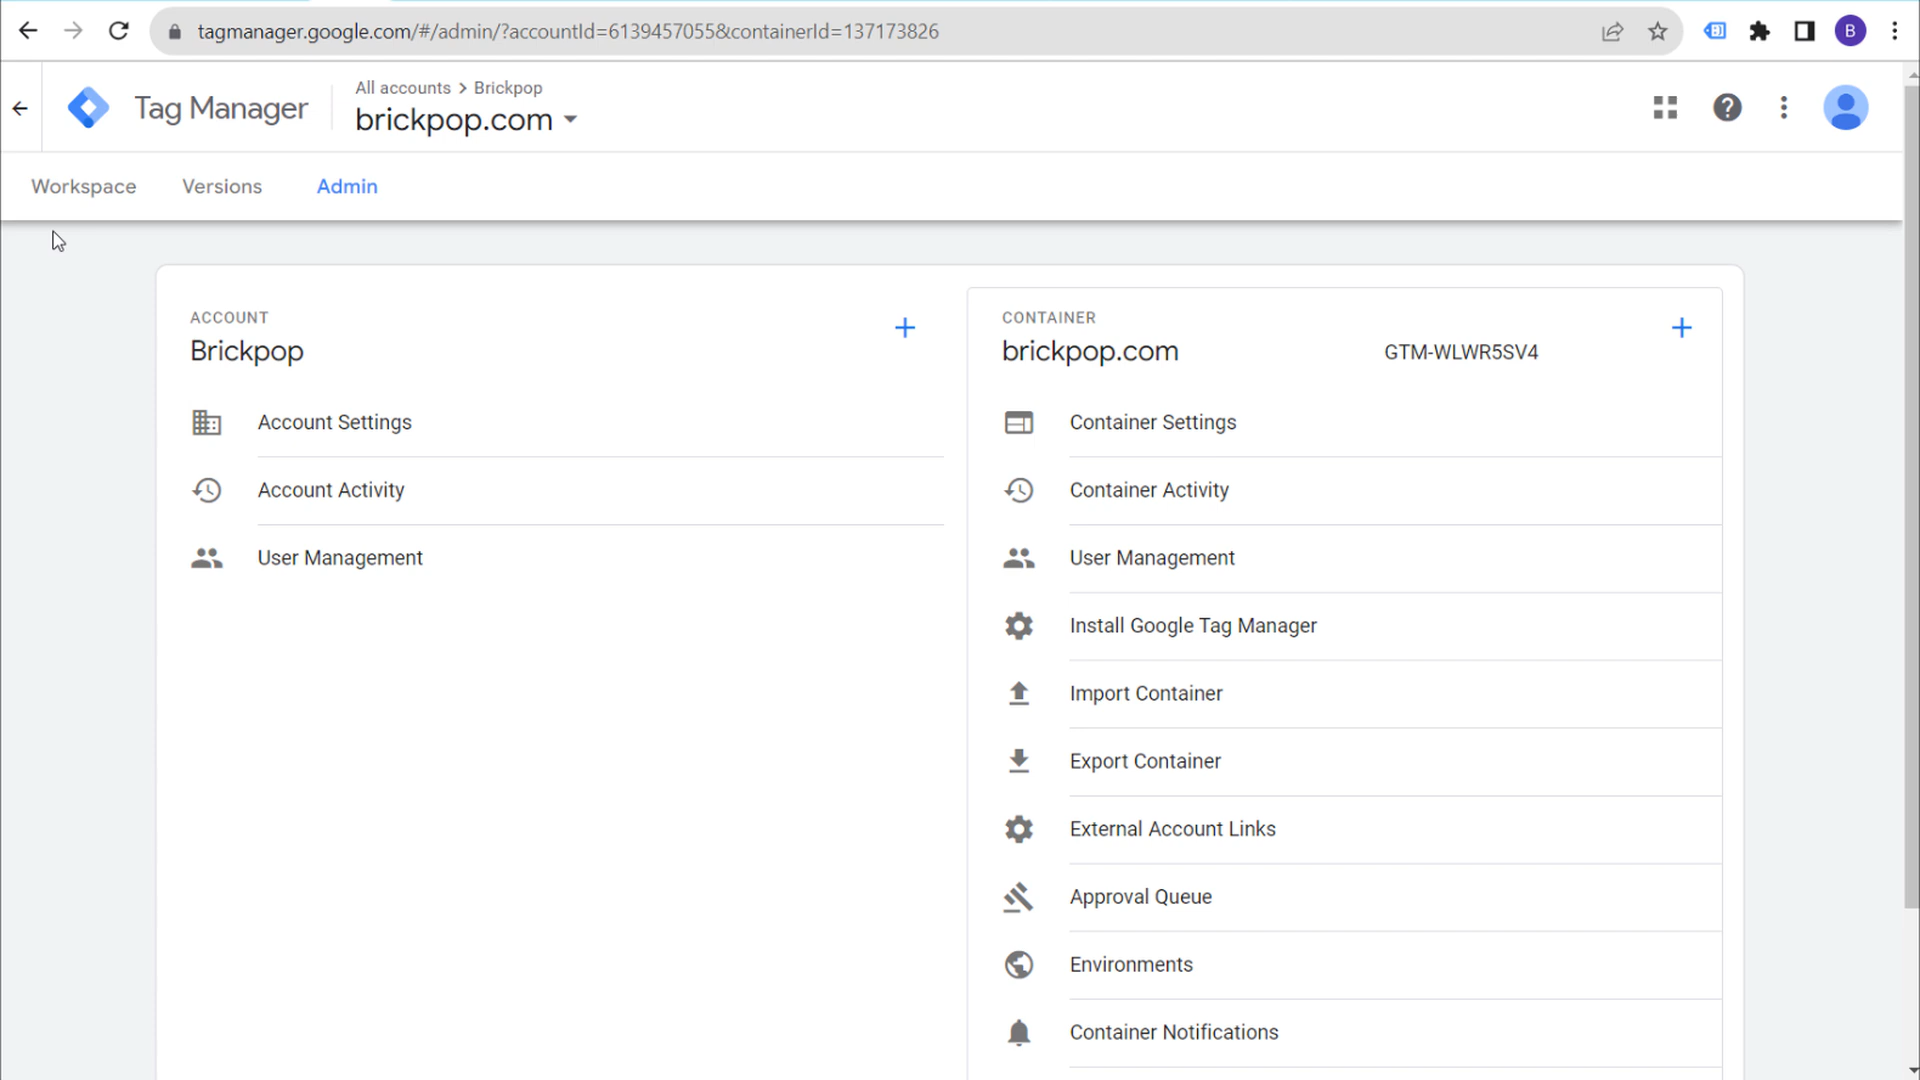 tagmanager.google.com/#/admin/?accountId=6139457055&containerId=137173826
B
Tag Manager
All accounts > Brickpop
brickpop.com
Workspace
Versions
Admin
ACCOUNT
Brickpop
Account Settings
Account Activity
User Management
CONTAINER
brickpop.com
GTM-WLWR5SV4
Container Settings
Container Activity
User Management
Install Google Tag Manager
Import Container
Export Container
External Account Links
Approval Queue
Environments
Container Notifications